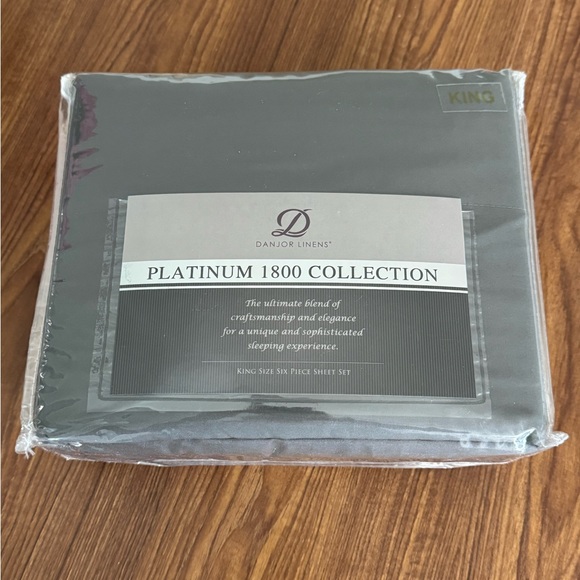 KING
D
DANJOR LINENS®
PLATINUM 1800 COLLECTION
The ultimate blend of
craftsmanship and elegance
for a unique and sophisticated
sleeping experience.
King Size Six Piece Sheet Set